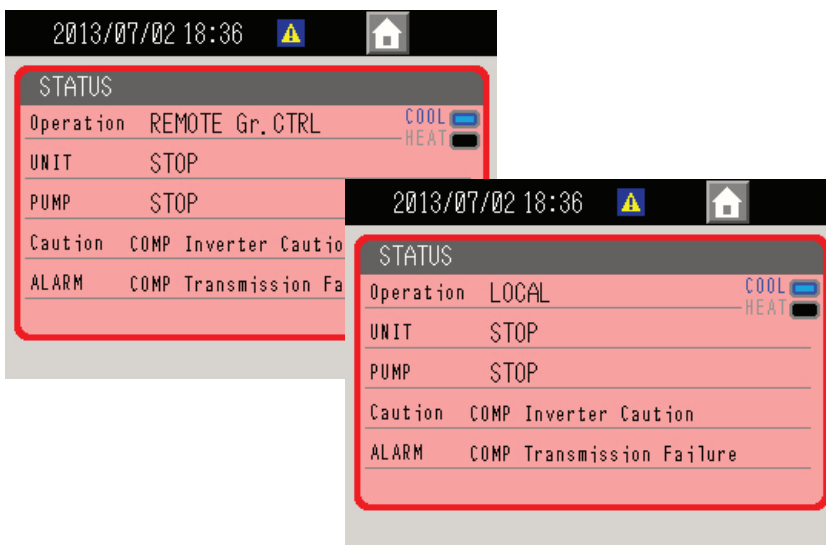 2013/07/02 18:36
STATUS
Operation REMOTE Gr.CTRL COOL
HEAT
UNIT STOP
PUMP STOP
Caution COMP Inverter Cautio
ALARM COMP Transmission Fa
2013/07/02 18:36
STATUS
Operation LOCAL COOL
HEAT
UNIT STOP
PUMP STOP
Caution COMP Inverter Caution
ALARM COMP Transmission Failure